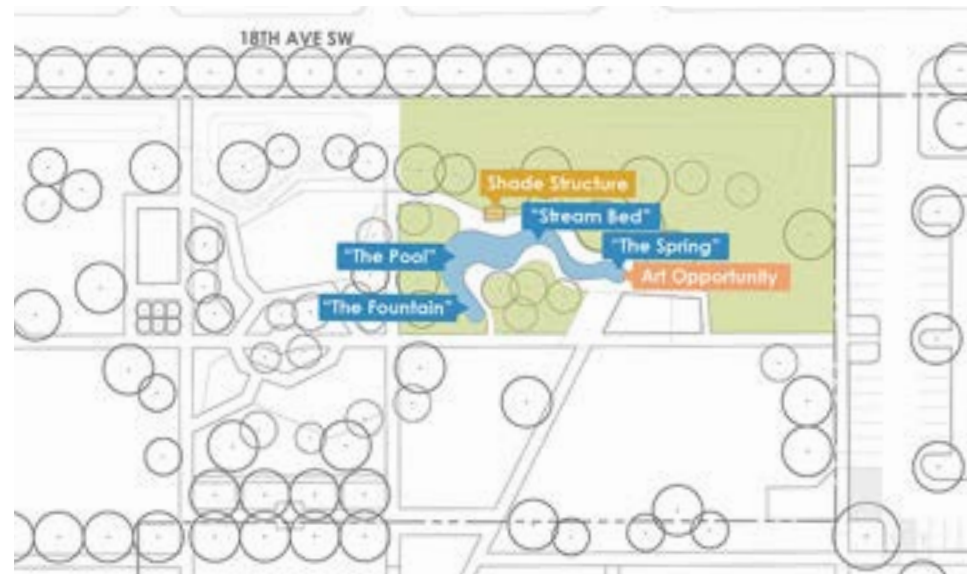 18TH AVE SW
Shade Structure
"Stream Bed"
"The Spring"
"The Pool"
Art Opportunity
"The Fountain"